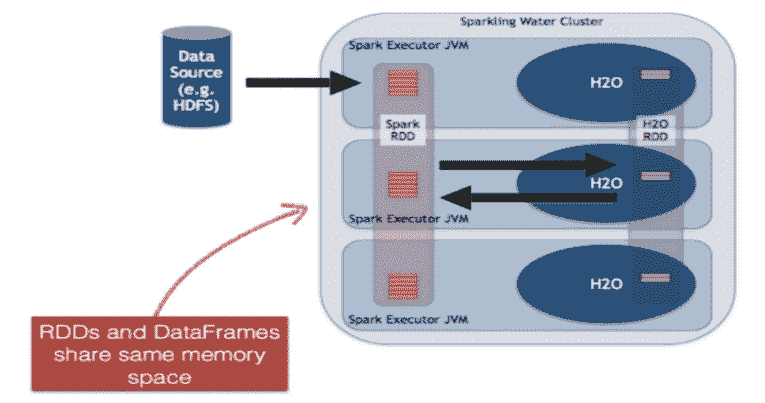 Sparkling Water Cluster
Data
Source
(e.g.
HDFS)
Spark Executor JVM
H2O
Spark
RDD
H2O
RDD
H2O
Spark Executor JVM
H2O
Spark Executor JVM
RDDs and DataFrames
share same memory
space